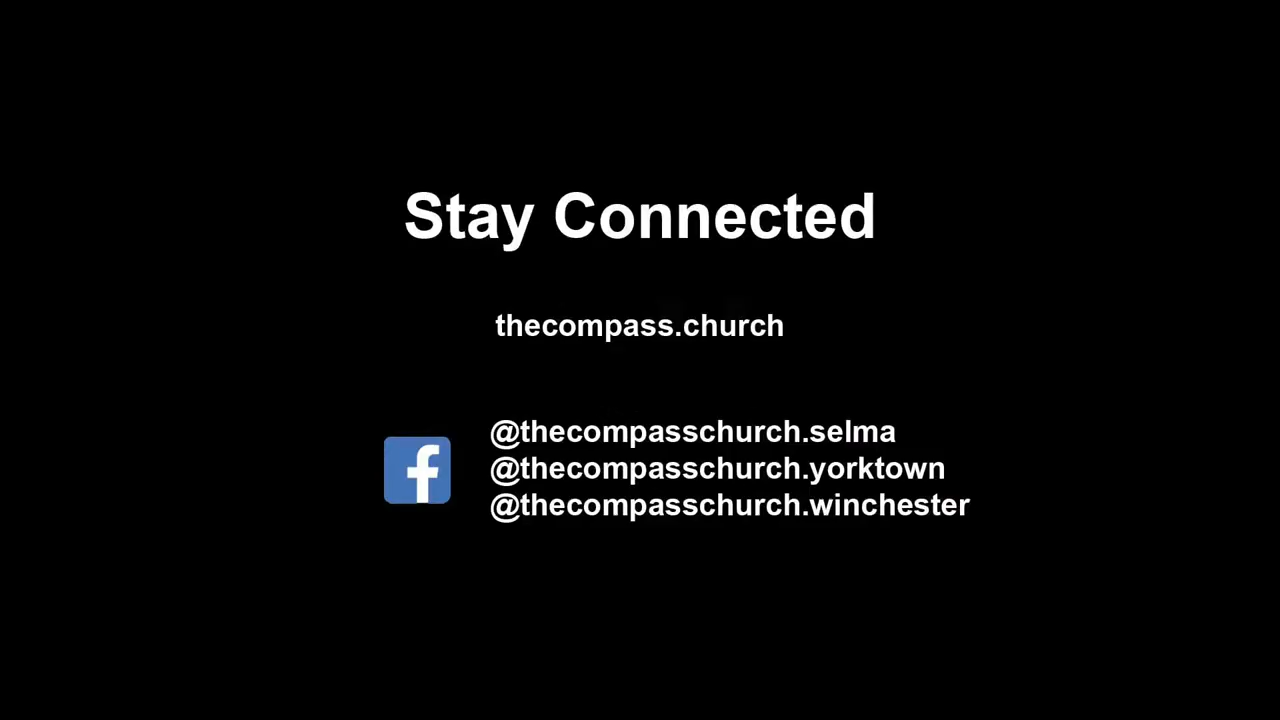 Stay Connected
thecompass.church
@thecompasschurch.selma
@thecompasschurch.yorktown
@thecompasschurch.winchester